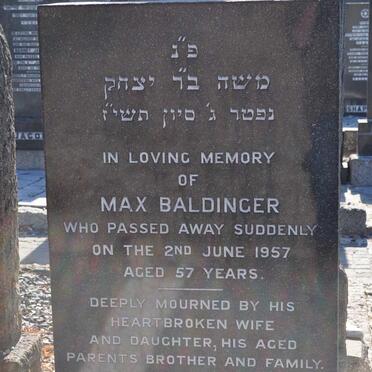 פ"נ
משה בר יצחק
נפטר ג' סיון תשי"ז
IN LOVING MEMORY
OF
MAX BALDINGER
WHO PASSED AWAY SUDDENLY
ON THE 2ND JUNE 1957
AGED 57 YEARS.
DEEPLY MOURNED BY HIS
HEARTBROKEN WIFE
AND DAUGHTER, HIS AGED
PARENTS BROTHER AND FAMILY.